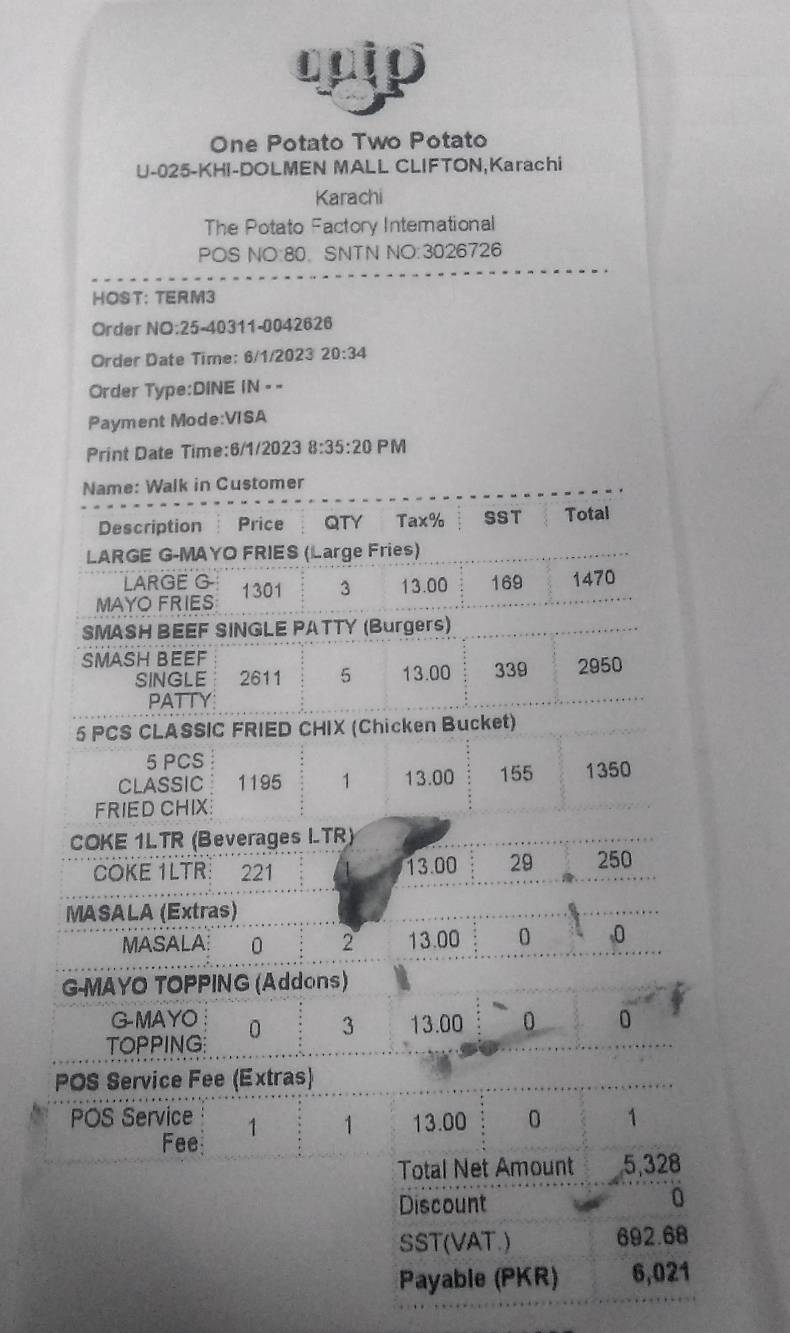 optp
One Potato Two Potato
U-025-KHI-DOLMEN MALL CLIFTON,Karachi
Karachi
The Potato Factory International
POS NO:80, SNTN NO:3026726
HOST: TERM3
Order NO:25-40311-0042626
Order Date Time: 6/1/2023 20:34
Order Type:DINE IN - -
Payment Mode:VISA
Print Date Time:6/1/2023 8:35:20 PM
Name: Walk in Customer
Description Price QTY Tax% SST Total
LARGE G-MAYO FRIES (Large Fries)
LARGE G-
MAYO FRIES 1301 3 13.00 169 1470
SMASH BEEF SINGLE PATTY (Burgers)
SMASH BEEF
SINGLE 2611 5 13.00 339 2950
PATTY
5 PCS CLASSIC FRIED CHIX (Chicken Bucket)
5 PCS
CLASSIC 1195 1 13.00 155 1350
FRIED CHIX
COKE 1LTR (Beverages LTR)
COKE 1LTR 221 1 13.00 29 250
MASALA (Extras)
MASALA 0 2 13.00 0 0
G-MAYO TOPPING (Addons)
G-MAYO
TOPPING 0 3 13.00 0 0
POS Service Fee (Extras)
POS Service
Fee 1 1 13.00 0 1
Total Net Amount 5,328
Discount 0
SST(VAT.) 692.68
Payable (PKR) 6,021